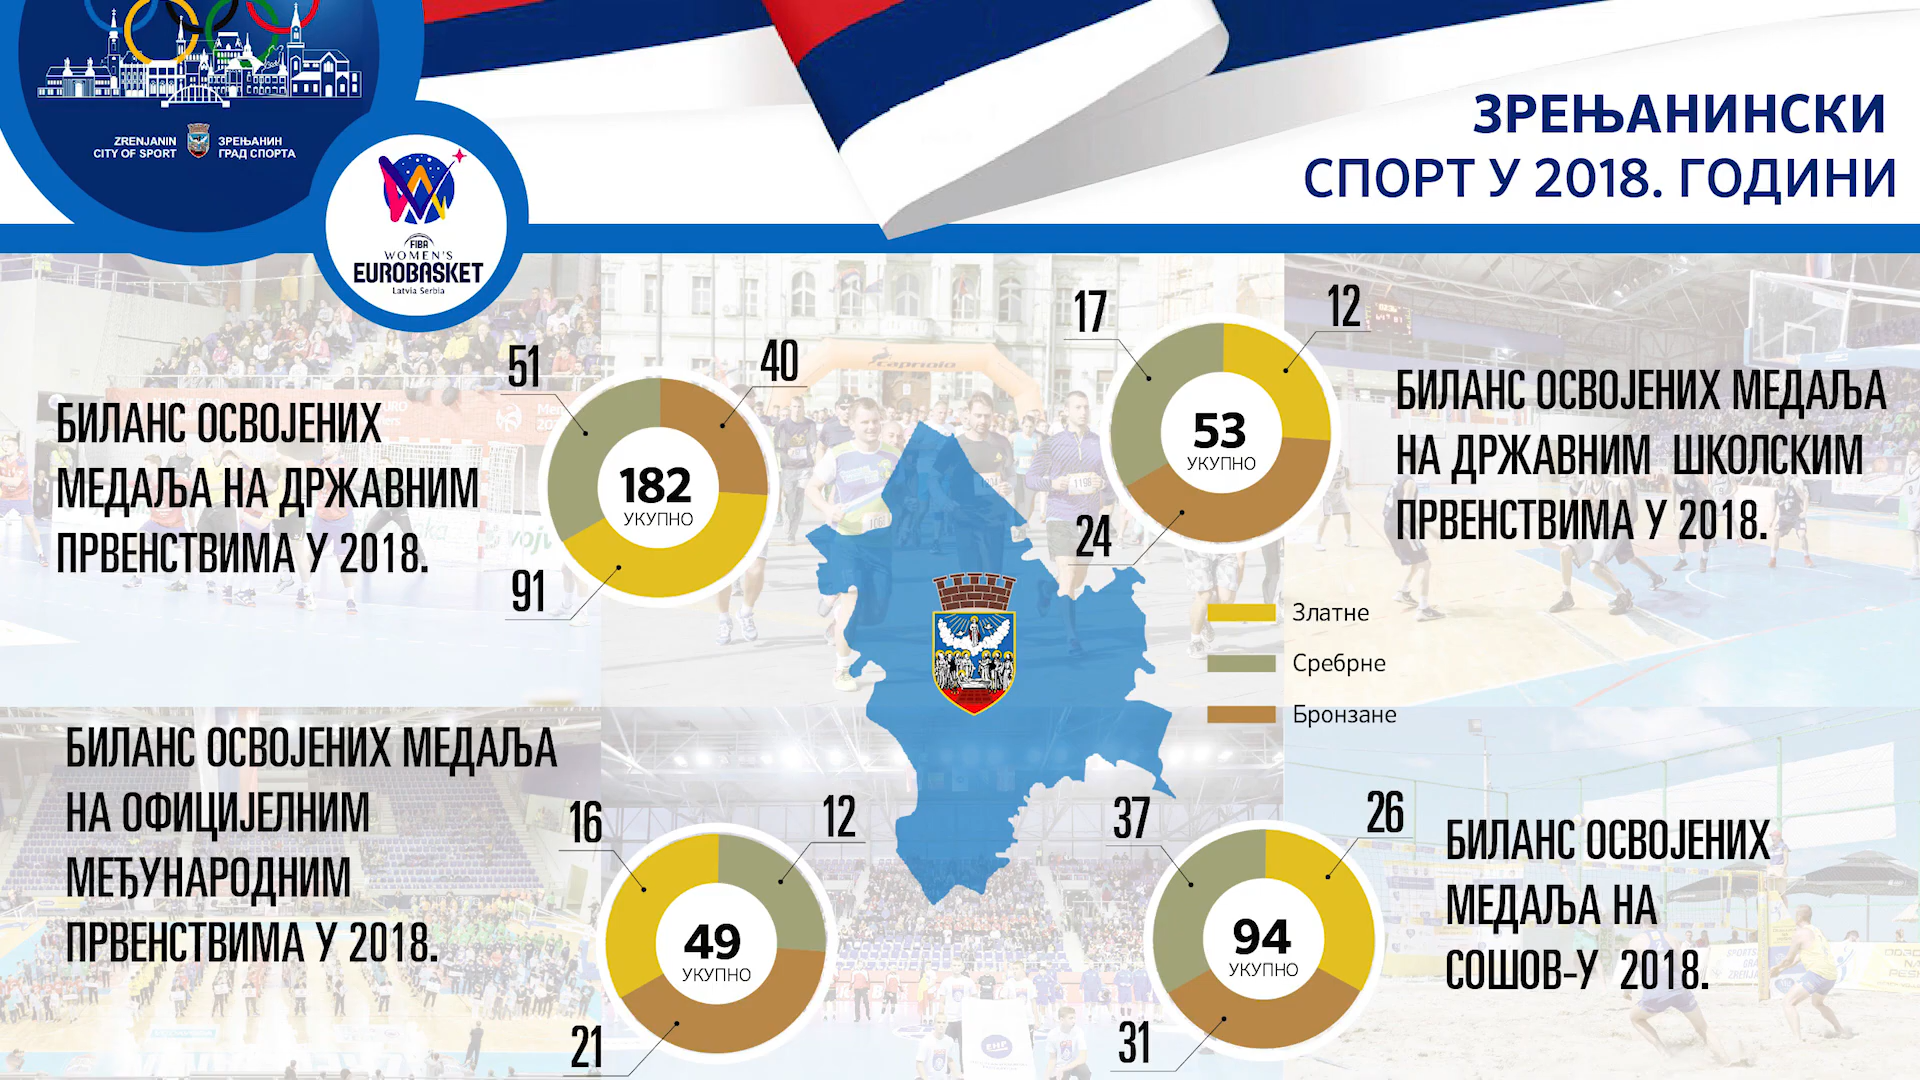 ZRENJANIN
CITY OF SPORT
ЗРЕЊАНИН
ГРАД СПОРТА
FIBA
WOMEN'S
EUROBASKET
Latvia Serbia
ЗРЕЊАНИНСКИ
СПОРТ У 2018. ГОДИНИ
БИЛАНС ОСВОЈЕНИХ
МЕДАЉА НА ДРЖАВНИМ
ПРВЕНСТВИМА У 2018.
51
40
182
УКУПНО
91
17
12
53
УКУПНО
24
БИЛАНС ОСВОЈЕНИХ МЕДАЉА
НА ДРЖАВНИМ ШКОЛСКИМ
ПРВЕНСТВИМА У 2018.
Златне
Сребрне
Бронзане
БИЛАНС ОСВОЈЕНИХ МЕДАЉА
НА ОФИЦИЈЕЛНИМ
МЕЂУНАРОДНИМ
ПРВЕНСТВИМА У 2018.
16
12
49
УКУПНО
21
37
26
94
УКУПНО
31
БИЛАНС ОСВОЈЕНИХ
МЕДАЉА НА
СОШОВ-У 2018.
capriolo
1198